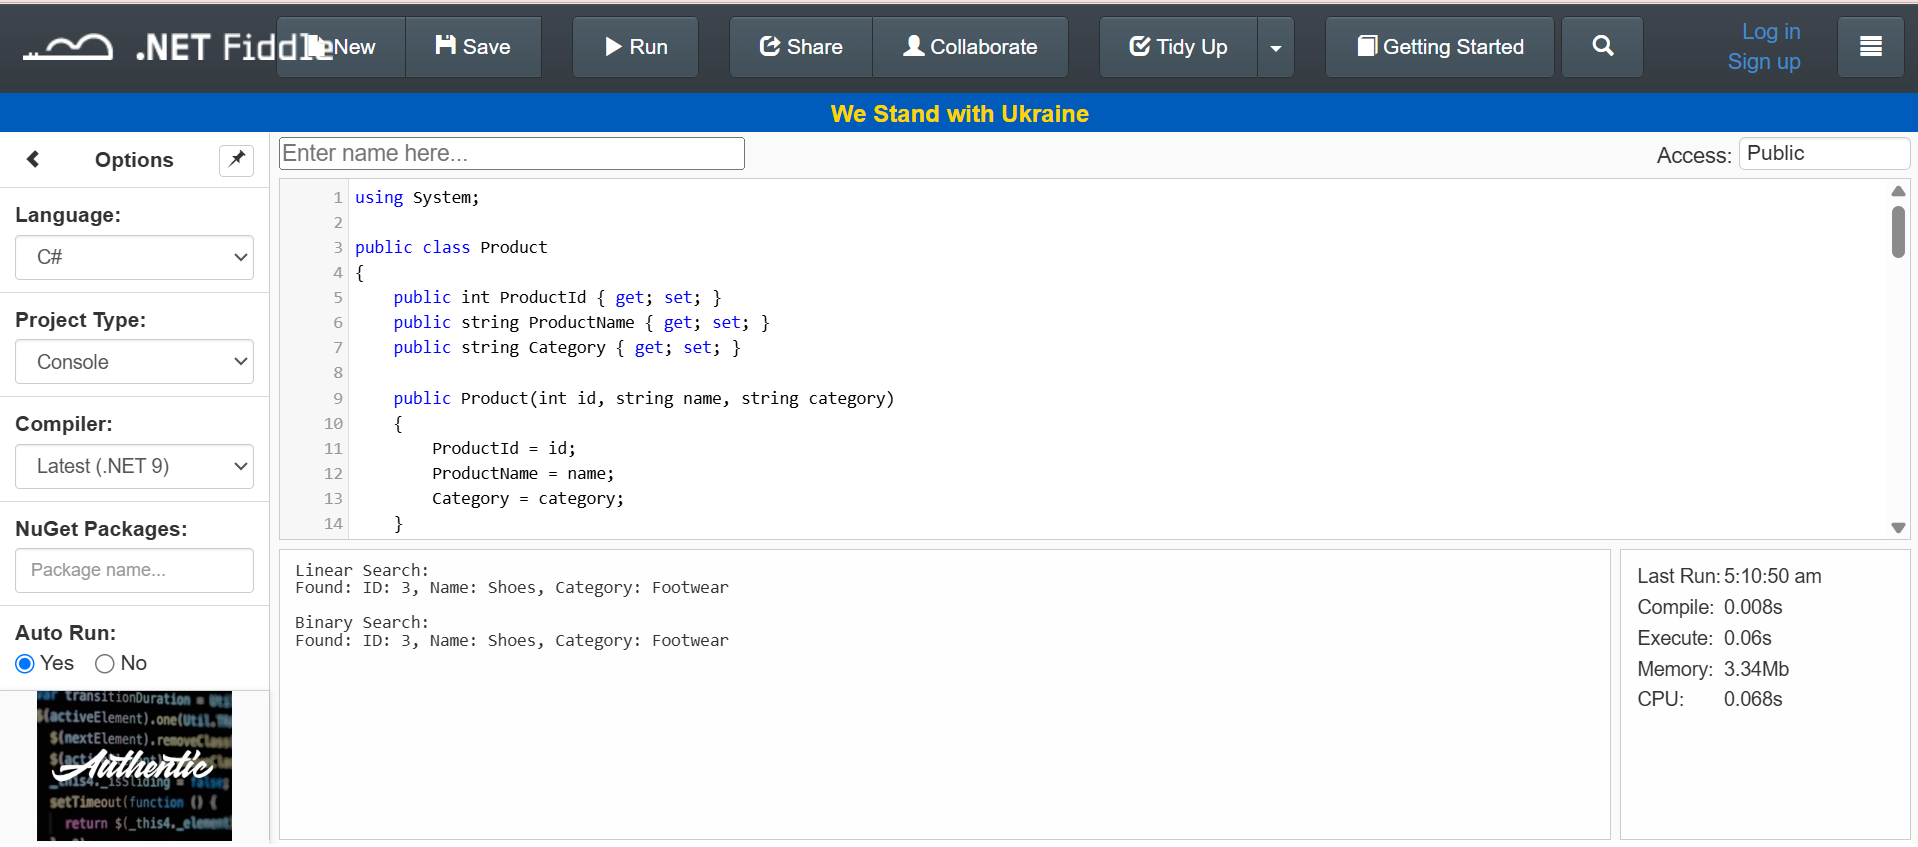 .NET Fiddle
New
Save
Run
Share
Collaborate
Tidy Up
Getting Started
Log in
Sign up
We Stand with Ukraine
Options
Language:
C#
Project Type:
Console
Compiler:
Latest (.NET 9)
NuGet Packages:
Package name...
Auto Run:
Yes
No
transitionDuration =
$(activeElement).one(Util.
$(nextElement).removeClass
Authentic
setTimeout(function () {
return $(_this4._element
Enter name here...
Access:
Public
1 using System;
2
3 public class Product
4 {
5     public int ProductId { get; set; }
6     public string ProductName { get; set; }
7     public string Category { get; set; }
8
9     public Product(int id, string name, string category)
10     {
11         ProductId = id;
12         ProductName = name;
13         Category = category;
14     }
Linear Search:
Found: ID: 3, Name: Shoes, Category: Footwear
Binary Search:
Found: ID: 3, Name: Shoes, Category: Footwear
Last Run: 5:10:50 am
Compile: 0.008s
Execute: 0.06s
Memory: 3.34Mb
CPU: 0.068s